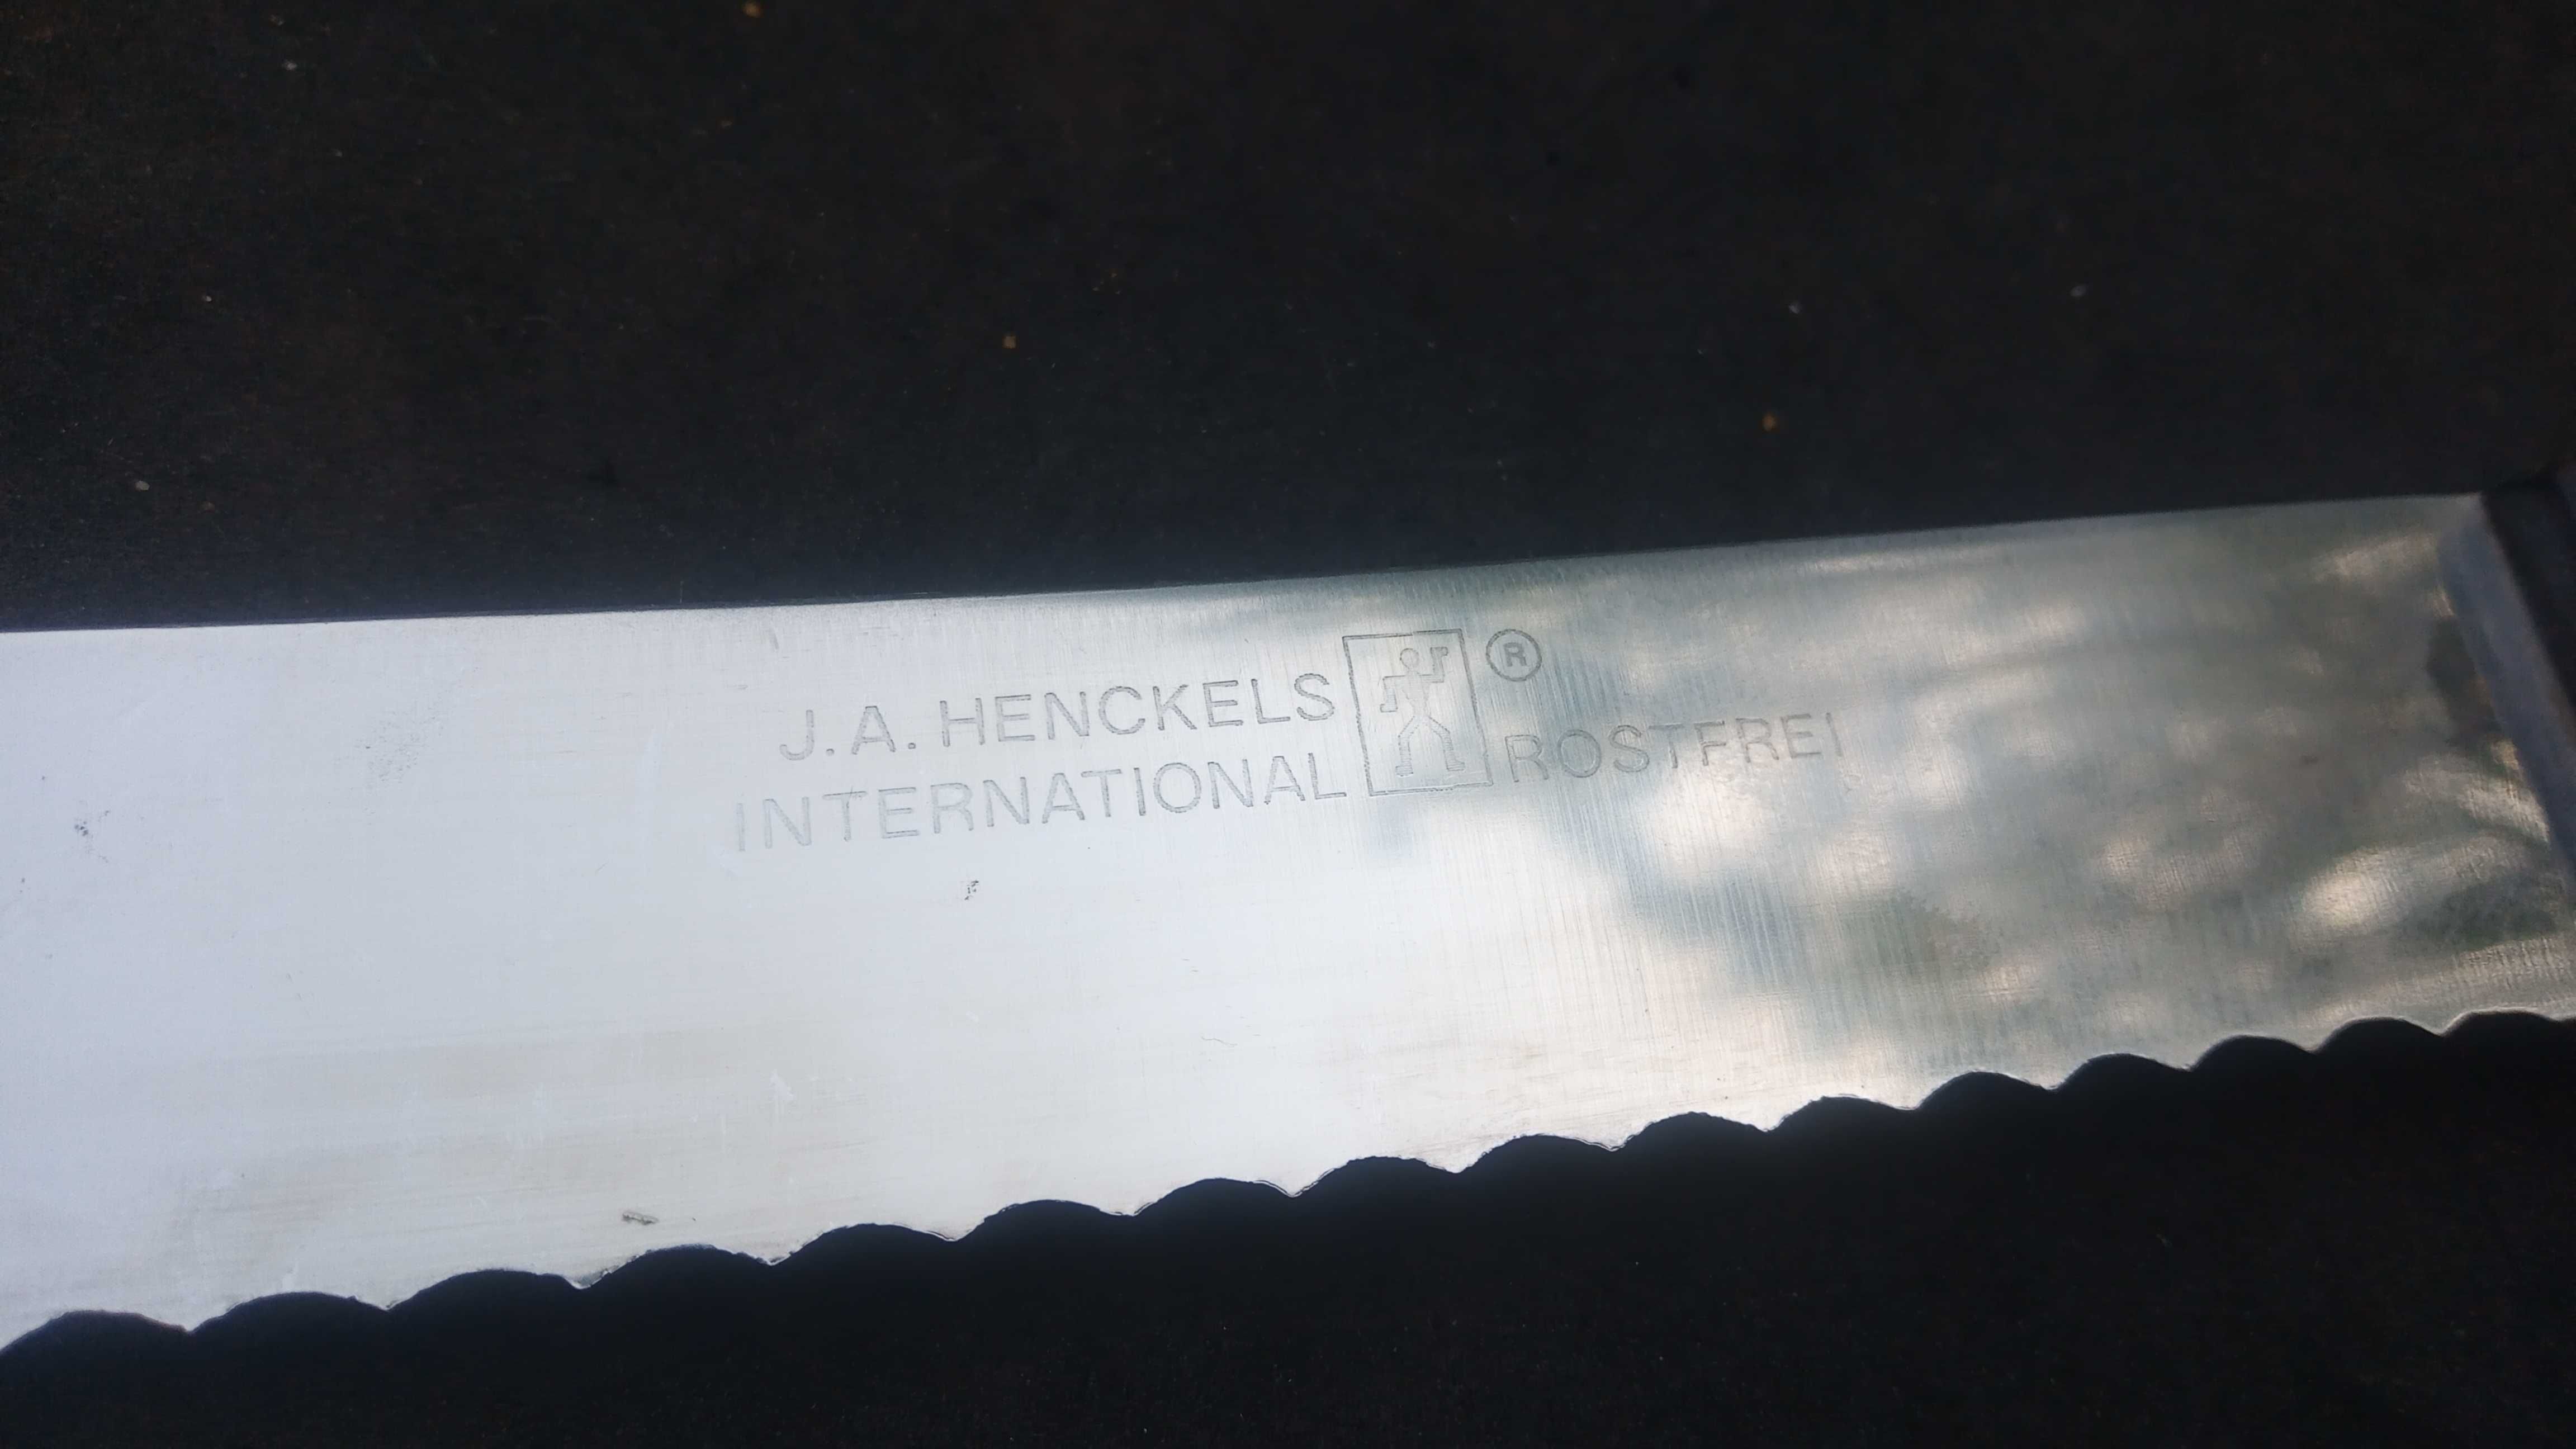 J.A. HENCKELS ®
INTERNATIONAL ROSTFREI